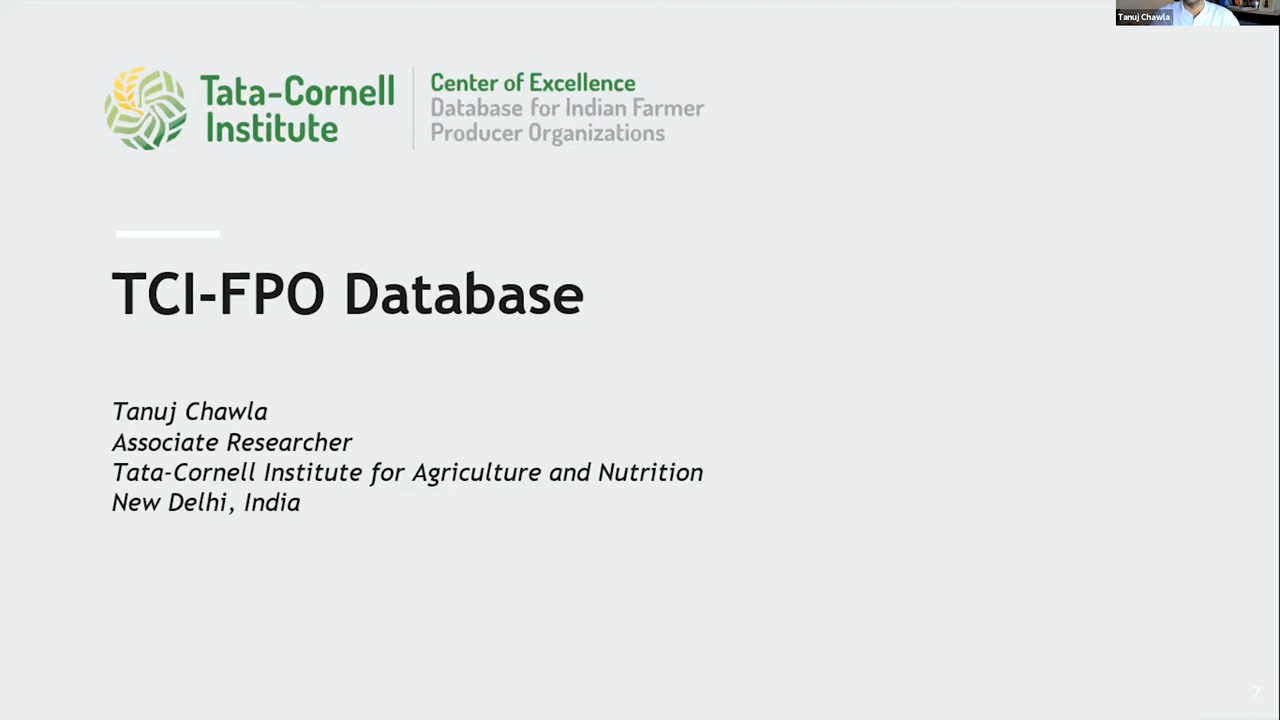 Tanuj Chawla
Tata-Cornell
Institute
Center of Excellence
Database for Indian Farmer
Producer Organizations
TCI-FPO Database
Tanuj Chawla
Associate Researcher
Tata-Cornell Institute for Agriculture and Nutrition
New Delhi, India
2